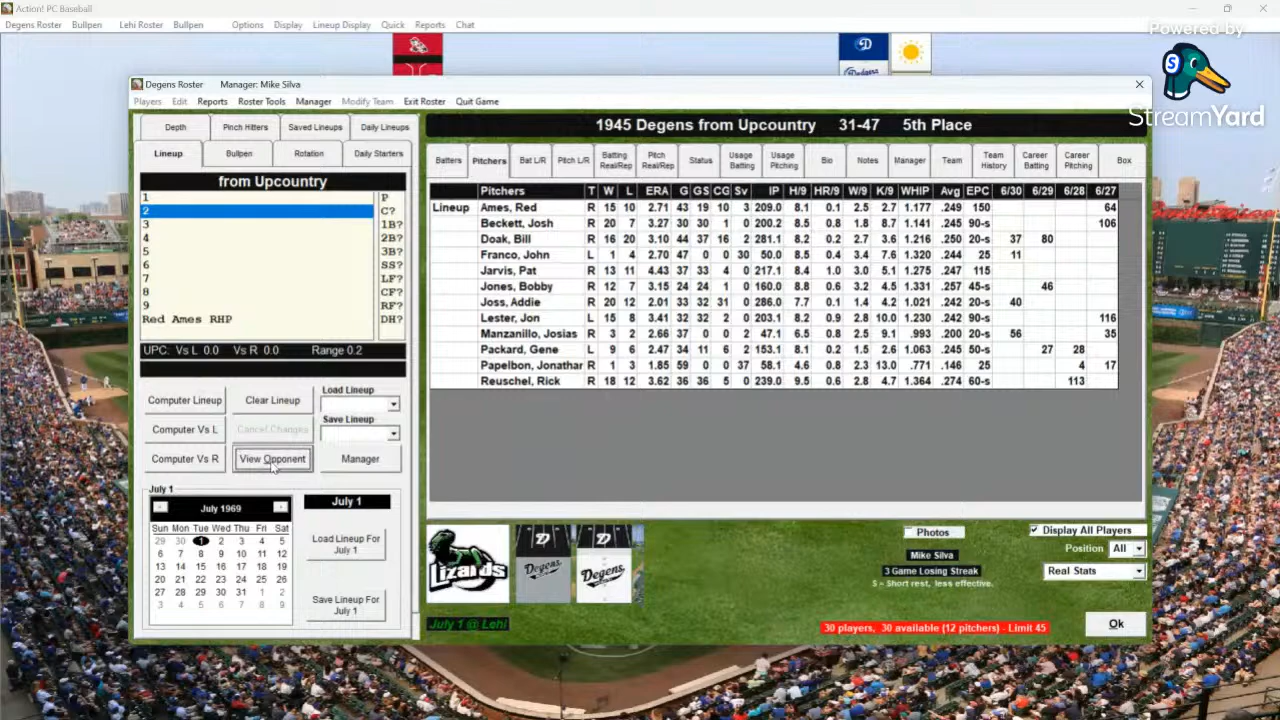 Action! PC Baseball
Degens Roster Bullpen Lehi Roster Bullpen Options Display Lineup Display Quick Reports Chat
Powered by
StreamYard
D
Degens Roster Manager: Mike Silva
Players Edit Reports Roster Tools Manager Modify Team Exit Roster Quit Game
Depth Pinch Hitters Saved Lineups Daily Lineups
Lineup Bullpen Rotation Daily Starters
from Upcountry
1 P
2 C?
3 1B?
4 2B?
5 3B?
6 SS?
7 LF?
8 CF?
9 RF?
Red Ames RHP DH?
UPC: Vs L 0.0 Vs R 0.0 Range 0.2
Computer Lineup Clear Lineup Load Lineup
Computer Vs L Cancel Changes Save Lineup
Computer Vs R View Opponent Manager
July 1
July 1969
Sun Mon Tue Wed Thu Fri Sat
29 30 1 2 3 4 5
6 7 8 9 10 11 12
13 14 15 16 17 18 19
20 21 22 23 24 25 26
27 28 29 30 31 1 2
3 4 5 6 7 8 9
July 1
Load Lineup For
July 1
Save Lineup For
July 1
1945 Degens from Upcountry 31-47 5th Place
Batters Pitchers Bat L/R Pitch L/R Batting Real/Rep Pitch Real/Rep Status Usage Batting Usage Pitching Bio Notes Manager Team Team History Career Batting Career Pitching Box
Pitchers T W L ERA G GS CG Sv IP H/9 HR/9 W/9 K/9 WHIP Avg EPC 6/30 6/29 6/28 6/27
Lineup Ames, Red R 15 10 2.71 43 19 10 3 209.0 8.1 0.1 2.5 2.7 1.177 .249 150 64
Beckett, Josh R 20 7 3.27 30 30 1 0 200.2 8.5 0.8 1.8 8.7 1.141 .245 90-s 106
Doak, Bill R 16 20 3.10 44 37 16 2 281.1 8.2 0.2 2.7 3.6 1.216 .250 20-s 37 80
Franco, John L 1 4 2.70 47 0 0 30 50.0 8.5 0.4 3.4 7.6 1.320 .244 25 11
Jarvis, Pat R 13 11 4.43 37 33 4 0 217.1 8.4 1.0 3.1 5.1 1.275 .247 115
Jones, Bobby R 12 7 3.15 24 24 1 0 160.0 8.8 0.6 3.2 4.5 1.331 .257 45-s 46
Joss, Addie R 20 12 2.01 33 32 31 0 286.0 7.7 0.1 1.4 4.2 1.021 .242 20-s 40
Lester, Jon L 15 8 3.41 32 32 2 0 203.1 8.2 0.9 2.8 10.0 1.230 .242 90-s 116
Manzanillo, Josias R 3 2 2.66 37 0 0 2 47.1 6.5 0.8 2.5 9.1 .993 .200 20-s 56 35
Packard, Gene L 9 6 2.47 34 11 6 2 153.1 8.1 0.2 1.5 2.6 1.063 .245 50-s 27 28
Papelbon, Jonathan R 1 3 1.85 59 0 0 37 58.1 4.6 0.8 2.3 13.0 .771 .146 25 4 17
Reuschel, Rick R 18 12 3.62 36 36 5 0 239.0 9.5 0.6 2.8 4.7 1.364 .274 60-s 113
Lizards
D Degens
D Degens
July 1 @ Lehi
Photos
Mike Silva
3 Game Losing Streak
S = Short rest, less effective.
Display All Players
Position All
Real Stats
30 players, 30 available (12 pitchers) - Limit 45
Ok